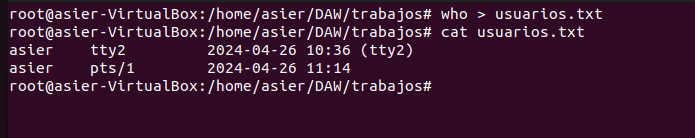 root@asier-VirtualBox:/home/asier/DAW/trabajos# who > usuarios.txt
root@asier-VirtualBox:/home/asier/DAW/trabajos# cat usuarios.txt
asier    tty2         2024-04-26 10:36 (tty2)
asier    pts/1        2024-04-26 11:14
root@asier-VirtualBox:/home/asier/DAW/trabajos#